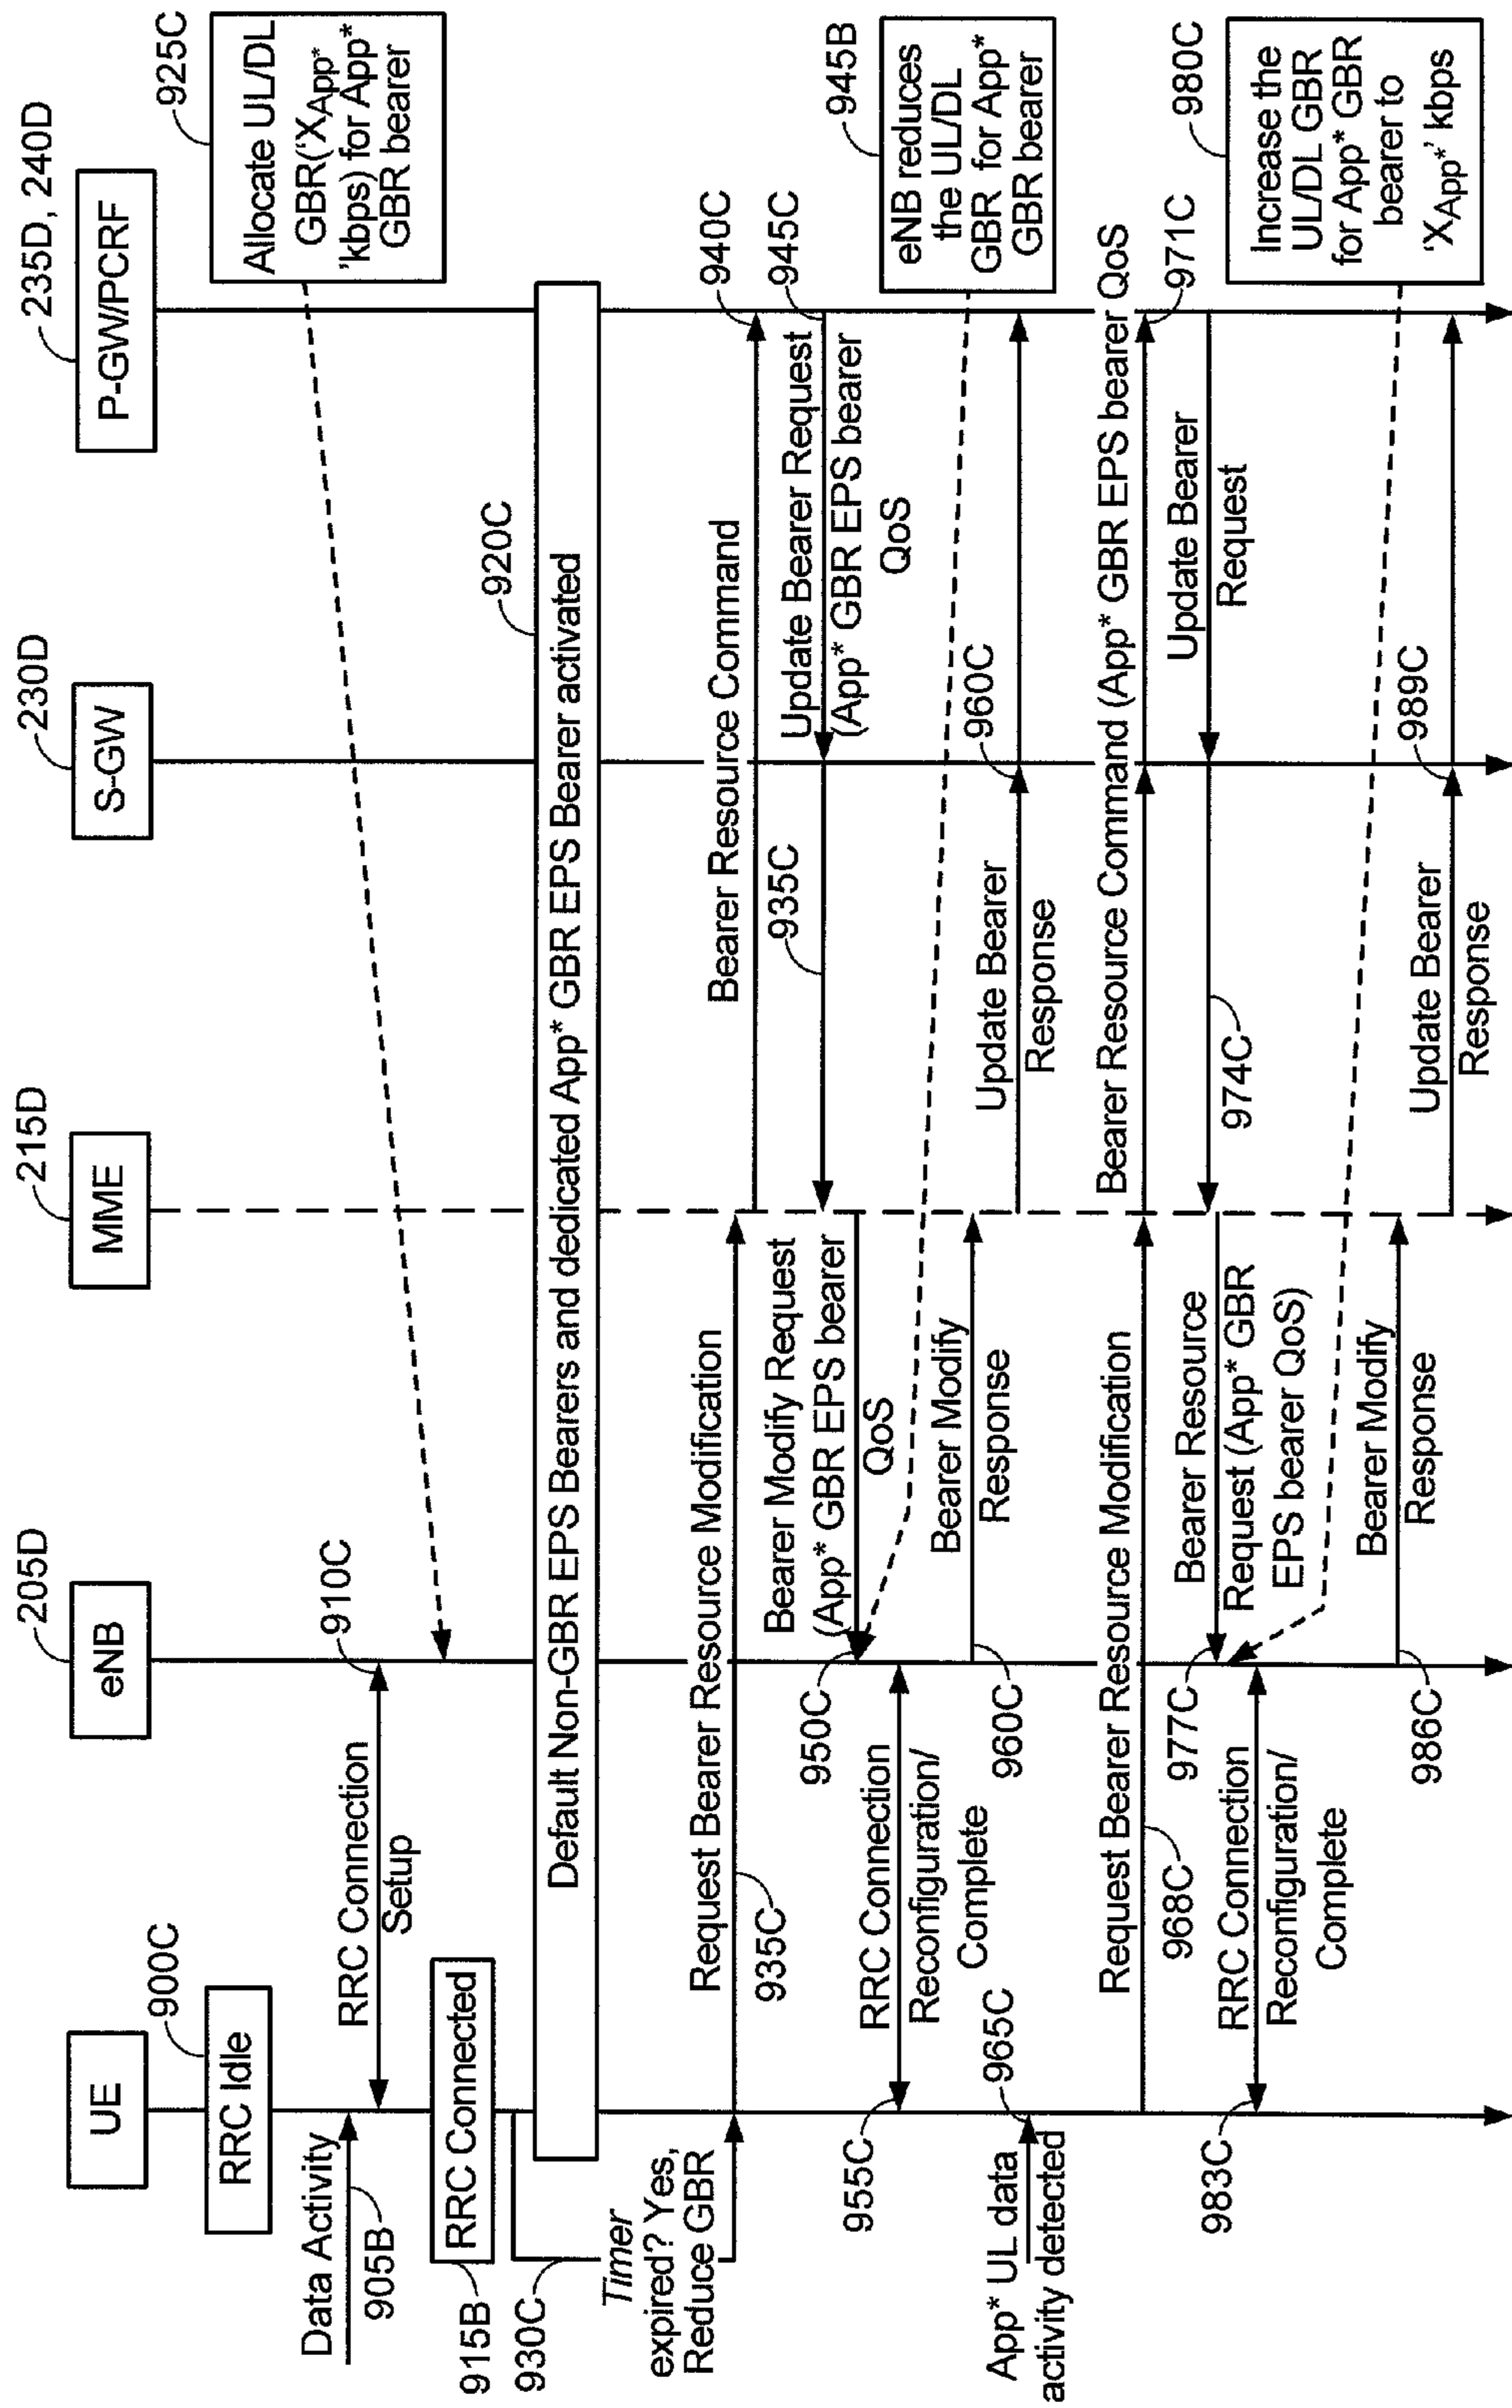 UE
eNB
205D
MME
215D
S-GW
230D
P-GW/PCRF
235D, 240D
RRC Idle
900C
Allocate UL/DL
GBR('XApp*
'kbps) for App*
GBR bearer
925C
Data Activity
905B
RRC Connection
Setup
910C
RRC Connected
915B
930C
Default Non-GBR EPS Bearers and dedicated App* GBR EPS Bearer activated
920C
Timer
expired? Yes,
Reduce GBR
Request Bearer Resource Modification
935C
Bearer Resource Command
940C
935C
Update Bearer Request
(App* GBR EPS bearer
QoS
945C
Bearer Modify Request
(App* GBR EPS bearer
QoS
950C
eNB reduces
the UL/DL
GBR for App*
GBR bearer
945B
RRC Connection
Reconfiguration/
Complete
955C
Bearer Modify
Response
960C
Update Bearer
Response
960C
App* UL data
activity detected
965C
Request Bearer Resource Modification
968C
Bearer Resource Command (App* GBR EPS bearer QoS
971C
Update Bearer
Request
974C
Bearer Resource
Request (App* GBR
EPS bearer QoS)
977C
Increase the
UL/DL GBR
for App* GBR
bearer to
'XApp*' kbps
980C
RRC Connection
Reconfiguration/
Complete
983C
Bearer Modify
Response
986C
Update Bearer
Response
989C